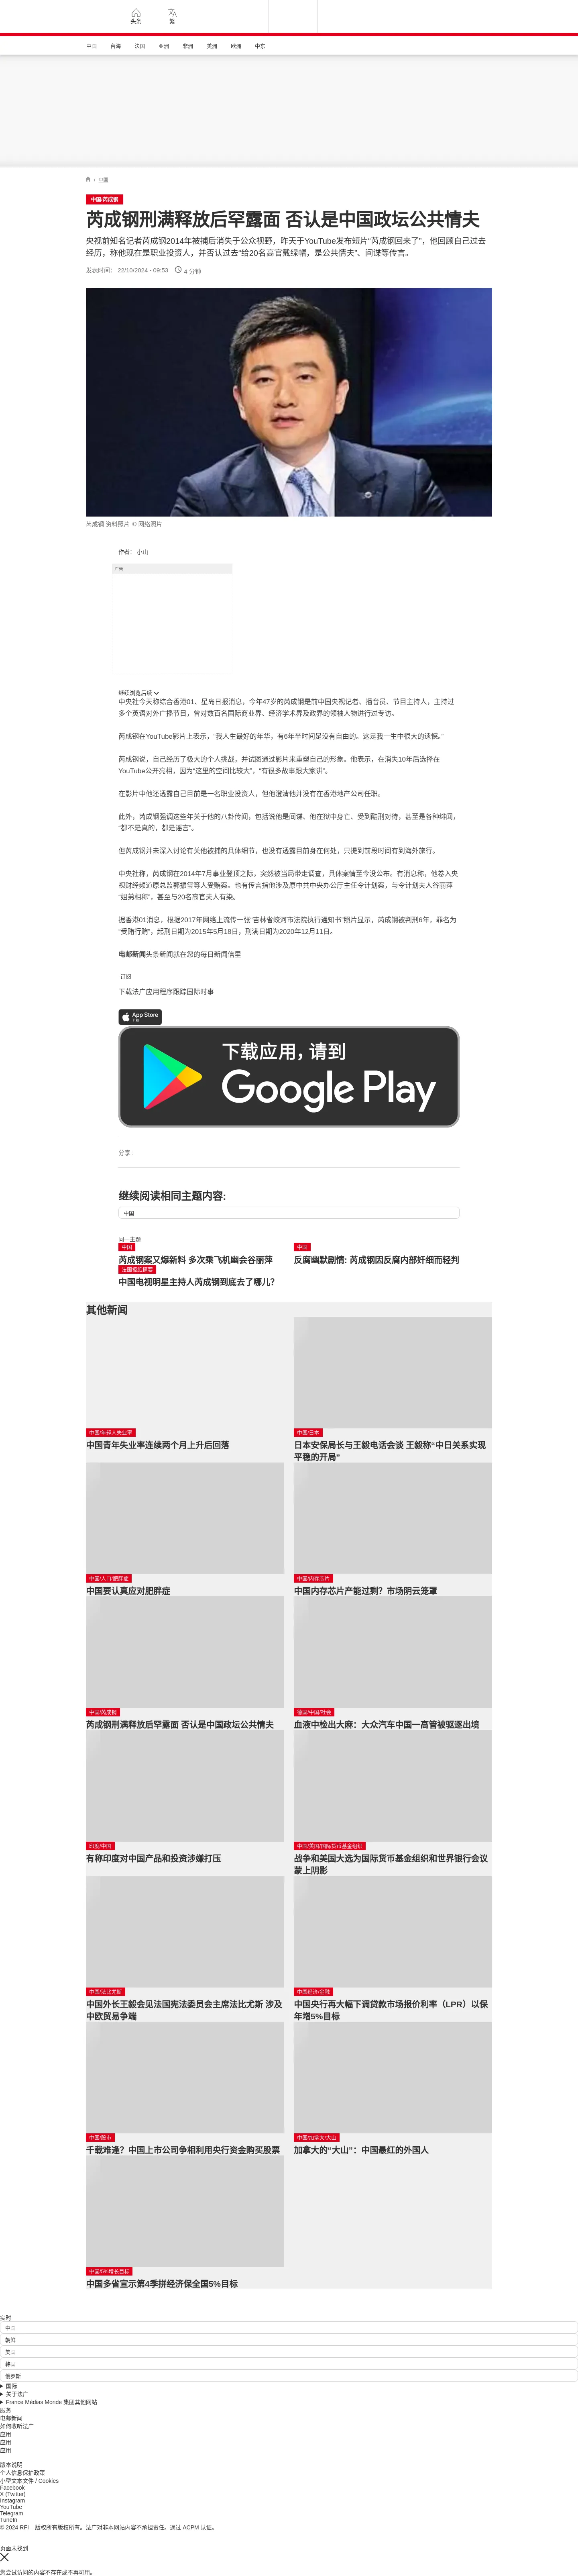 头条
繁
中国
台海
法国
亚洲
非洲
美洲
欧洲
中东
/ 中国
中国/芮成钢
芮成钢刑满释放后罕露面 否认是中国政坛公共情夫
央视前知名记者芮成钢2014年被捕后消失于公众视野，昨天于YouTube发布短片“芮成钢回来了”，他回顾自己过去
经历，称他现在是职业投资人，并否认过去“给20名高官戴绿帽，是公共情夫”、间谍等传言。
发表时间： 22/10/2024 - 09:53 4 分钟
芮成钢 资料照片 © 网络照片
作者： 小山
广告
继续浏览后续
中央社今天称综合香港01、星岛日报消息，今年47岁的芮成钢是前中国央视记者、播音员、节目主持人，主持过
多个英语对外广播节目，曾对数百名国际商业界、经济学术界及政界的领袖人物进行过专访。
芮成钢在YouTube影片上表示，“我人生最好的年华，有6年半时间是没有自由的。这是我一生中很大的遗憾。”
芮成钢说，自己经历了极大的个人挑战，并试图通过影片来重塑自己的形象。他表示，在消失10年后选择在
YouTube公开亮相，因为“这里的空间比较大”，“有很多故事跟大家讲”。
在影片中他还透露自己目前是一名职业投资人，但他澄清他并没有在香港地产公司任职。
此外，芮成钢强调这些年关于他的八卦传闻，包括说他是间谍、他在狱中身亡、受到酷刑对待，甚至是各种绯闻，
“都不是真的，都是谣言”。
但芮成钢并未深入讨论有关他被捕的具体细节，也没有透露目前身在何处，只提到前段时间有到海外旅行。
中央社称，芮成钢在2014年7月事业登顶之际，突然被当局带走调查，具体案情至今没公布。有消息称，他卷入央
视财经频道原总监郭振玺等人受贿案。也有传言指他涉及原中共中央办公厅主任令计划案，与令计划夫人谷丽萍
“姐弟相称”，甚至与20名高官夫人有染。
据香港01消息，根据2017年网络上流传一张“吉林省蛟河市法院执行通知书”照片显示，芮成钢被判刑6年，罪名为
“受贿行贿”，起刑日期为2015年5月18日，刑满日期为2020年12月11日。
电邮新闻头条新闻就在您的每日新闻信里
订阅
下载法广应用程序跟踪国际时事
App Store
下载
下载应用，请到
Google Play
分享 :
继续阅读相同主题内容:
中国
同一主题
中国
芮成钢案又爆新料 多次乘飞机幽会谷丽萍
中国
反腐幽默剧情: 芮成钢因反腐内部奸细而轻判
法国报纸摘要
中国电视明星主持人芮成钢到底去了哪儿?
其他新闻
中国/年轻人失业率
中国青年失业率连续两个月上升后回落
中国/日本
日本安保局长与王毅电话会谈 王毅称“中日关系实现
平稳的开局”
中国/人口/肥胖症
中国要认真应对肥胖症
中国/内存芯片
中国内存芯片产能过剩？市场阴云笼罩
中国/芮成钢
芮成钢刑满释放后罕露面 否认是中国政坛公共情夫
德国/中国/社会
血液中检出大麻：大众汽车中国一高管被驱逐出境
印度/中国
有称印度对中国产品和投资涉嫌打压
中国/美国/国际货币基金组织
战争和美国大选为国际货币基金组织和世界银行会议
蒙上阴影
中国/法比尤斯
中国外长王毅会见法国宪法委员会主席法比尤斯 涉及
中欧贸易争端
中国经济/金融
中国央行再大幅下调贷款市场报价利率（LPR）以保
年增5%目标
中国/股市
千载难逢？中国上市公司争相利用央行资金购买股票
中国/加拿大/大山
加拿大的“大山”：中国最红的外国人
中国/5%增长目标
中国多省宣示第4季拼经济保全国5%目标
实时
中国
朝鲜
美国
韩国
俄罗斯
国际
关于法广
France Médias Monde 集团其他网站
服务
电邮新闻
如何收听法广
应用
应用
应用
版本说明
个人信息保护政策
小型文本文件 / Cookies
Facebook
X (Twitter)
Instagram
YouTube
Telegram
TuneIn
© 2024 RFI – 版权所有版权所有。法广对非本网站内容不承担责任。通过 ACPM 认证。
页面未找到
您尝试访问的内容不存在或不再可用。